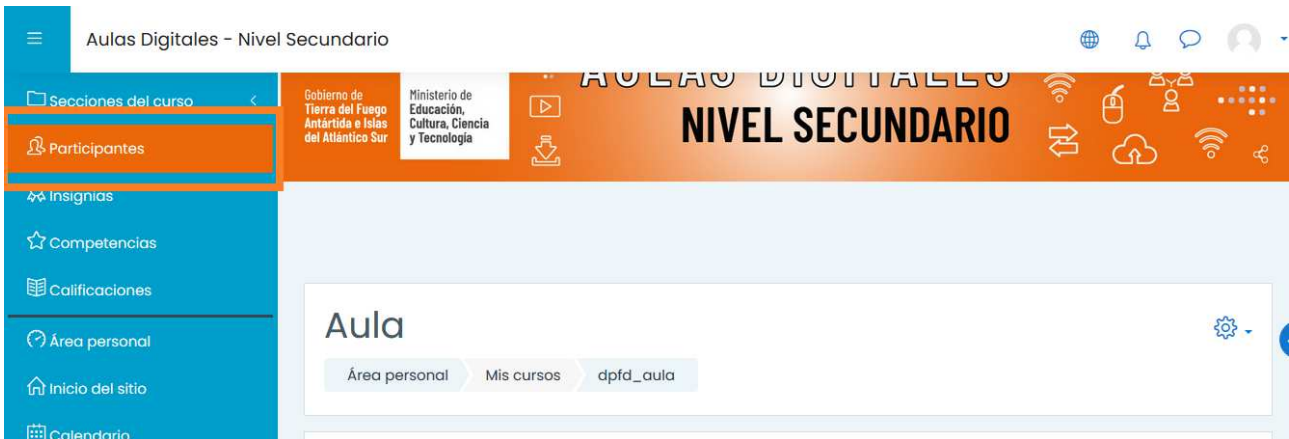 Aulas Digitales - Nivel Secundario
Secciones del curso
Participantes
Insignias
Competencias
Calificaciones
Área personal
Inicio del sitio
Calendario
Gobierno de
Tierra del Fuego
Antártida e Islas
del Atlántico Sur
Ministerio de
Educación,
Cultura, Ciencia
y Tecnología
AULAS DIGITALES
NIVEL SECUNDARIO
Aula
Área personal
Mis cursos
dpfd_aula